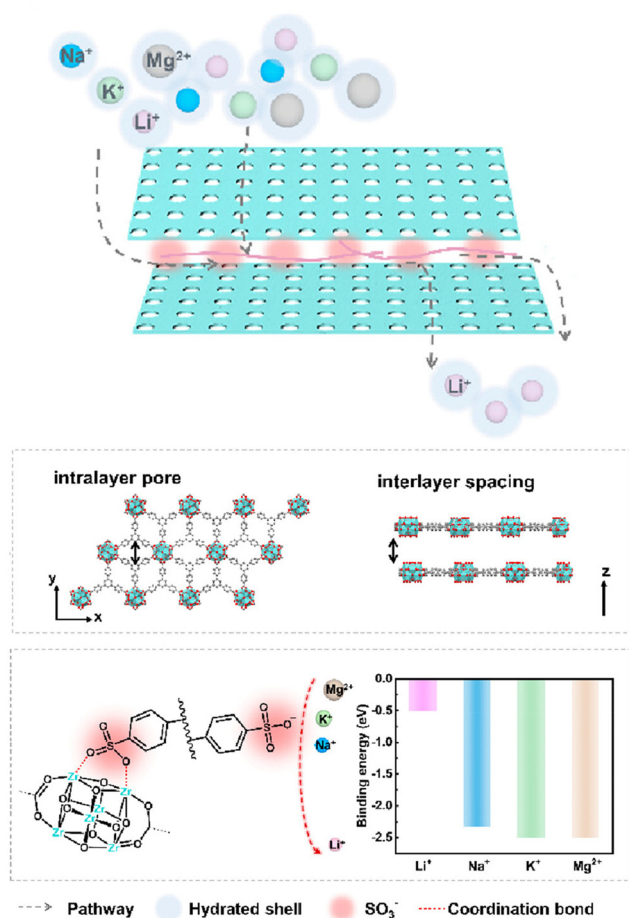 Na⁺
Mg²⁺
K⁺
Li⁺
Li⁺
intralayer pore
interlayer spacing
y
x
z
Mg²⁺
K⁺
Na⁺
Li⁺
O
O
S
O
S
O⁻
O
O
Zr
Zr
O
O
O
O
Zr
O
O
Zr
O
Zr
O
O
O
Binding energy (eV)
0.0
-0.5
-1.0
-1.5
-2.0
-2.5
Li⁺ Na⁺ K⁺ Mg²⁺
Pathway Hydrated shell SO₃⁻ Coordination bond